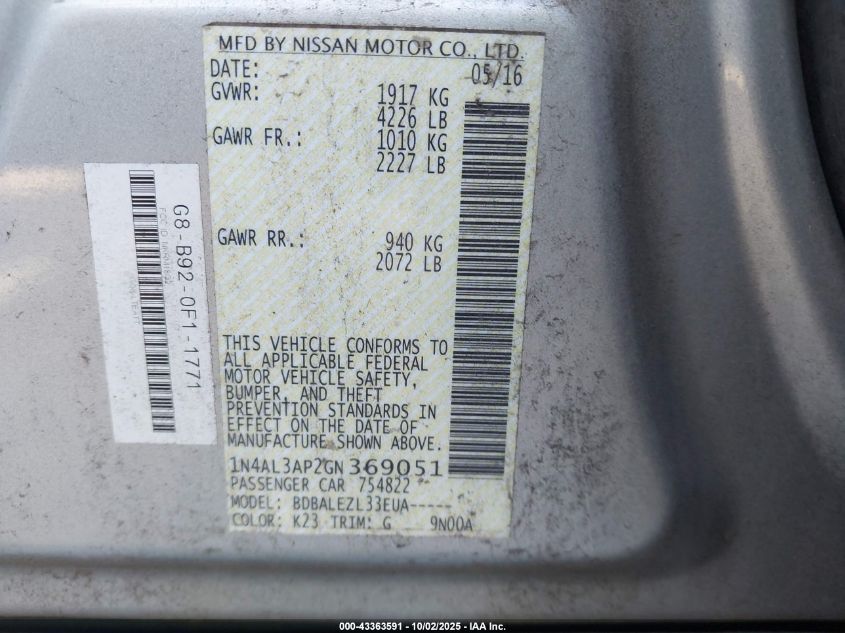 MFD BY NISSAN MOTOR CO., LTD.
DATE: 05/16
GVWR: 1917 KG
4226 LB
GAWR FR.: 1010 KG
2227 LB
GAWR RR.: 940 KG
2072 LB
THIS VEHICLE CONFORMS TO
ALL APPLICABLE FEDERAL
MOTOR VEHICLE SAFETY,
BUMPER, AND THEFT
PREVENTION STANDARDS IN
EFFECT ON THE DATE OF
MANUFACTURE SHOWN ABOVE.
1N4AL3AP2GN369051
PASSENGER CAR 754822
MODEL: BDBALEZL33EUA-----
COLOR: K23 TRIM: G 9N00A
G8-B92-0F1-1771
FCC ID:
000-43363591 - 10/02/2025 - IAA Inc.